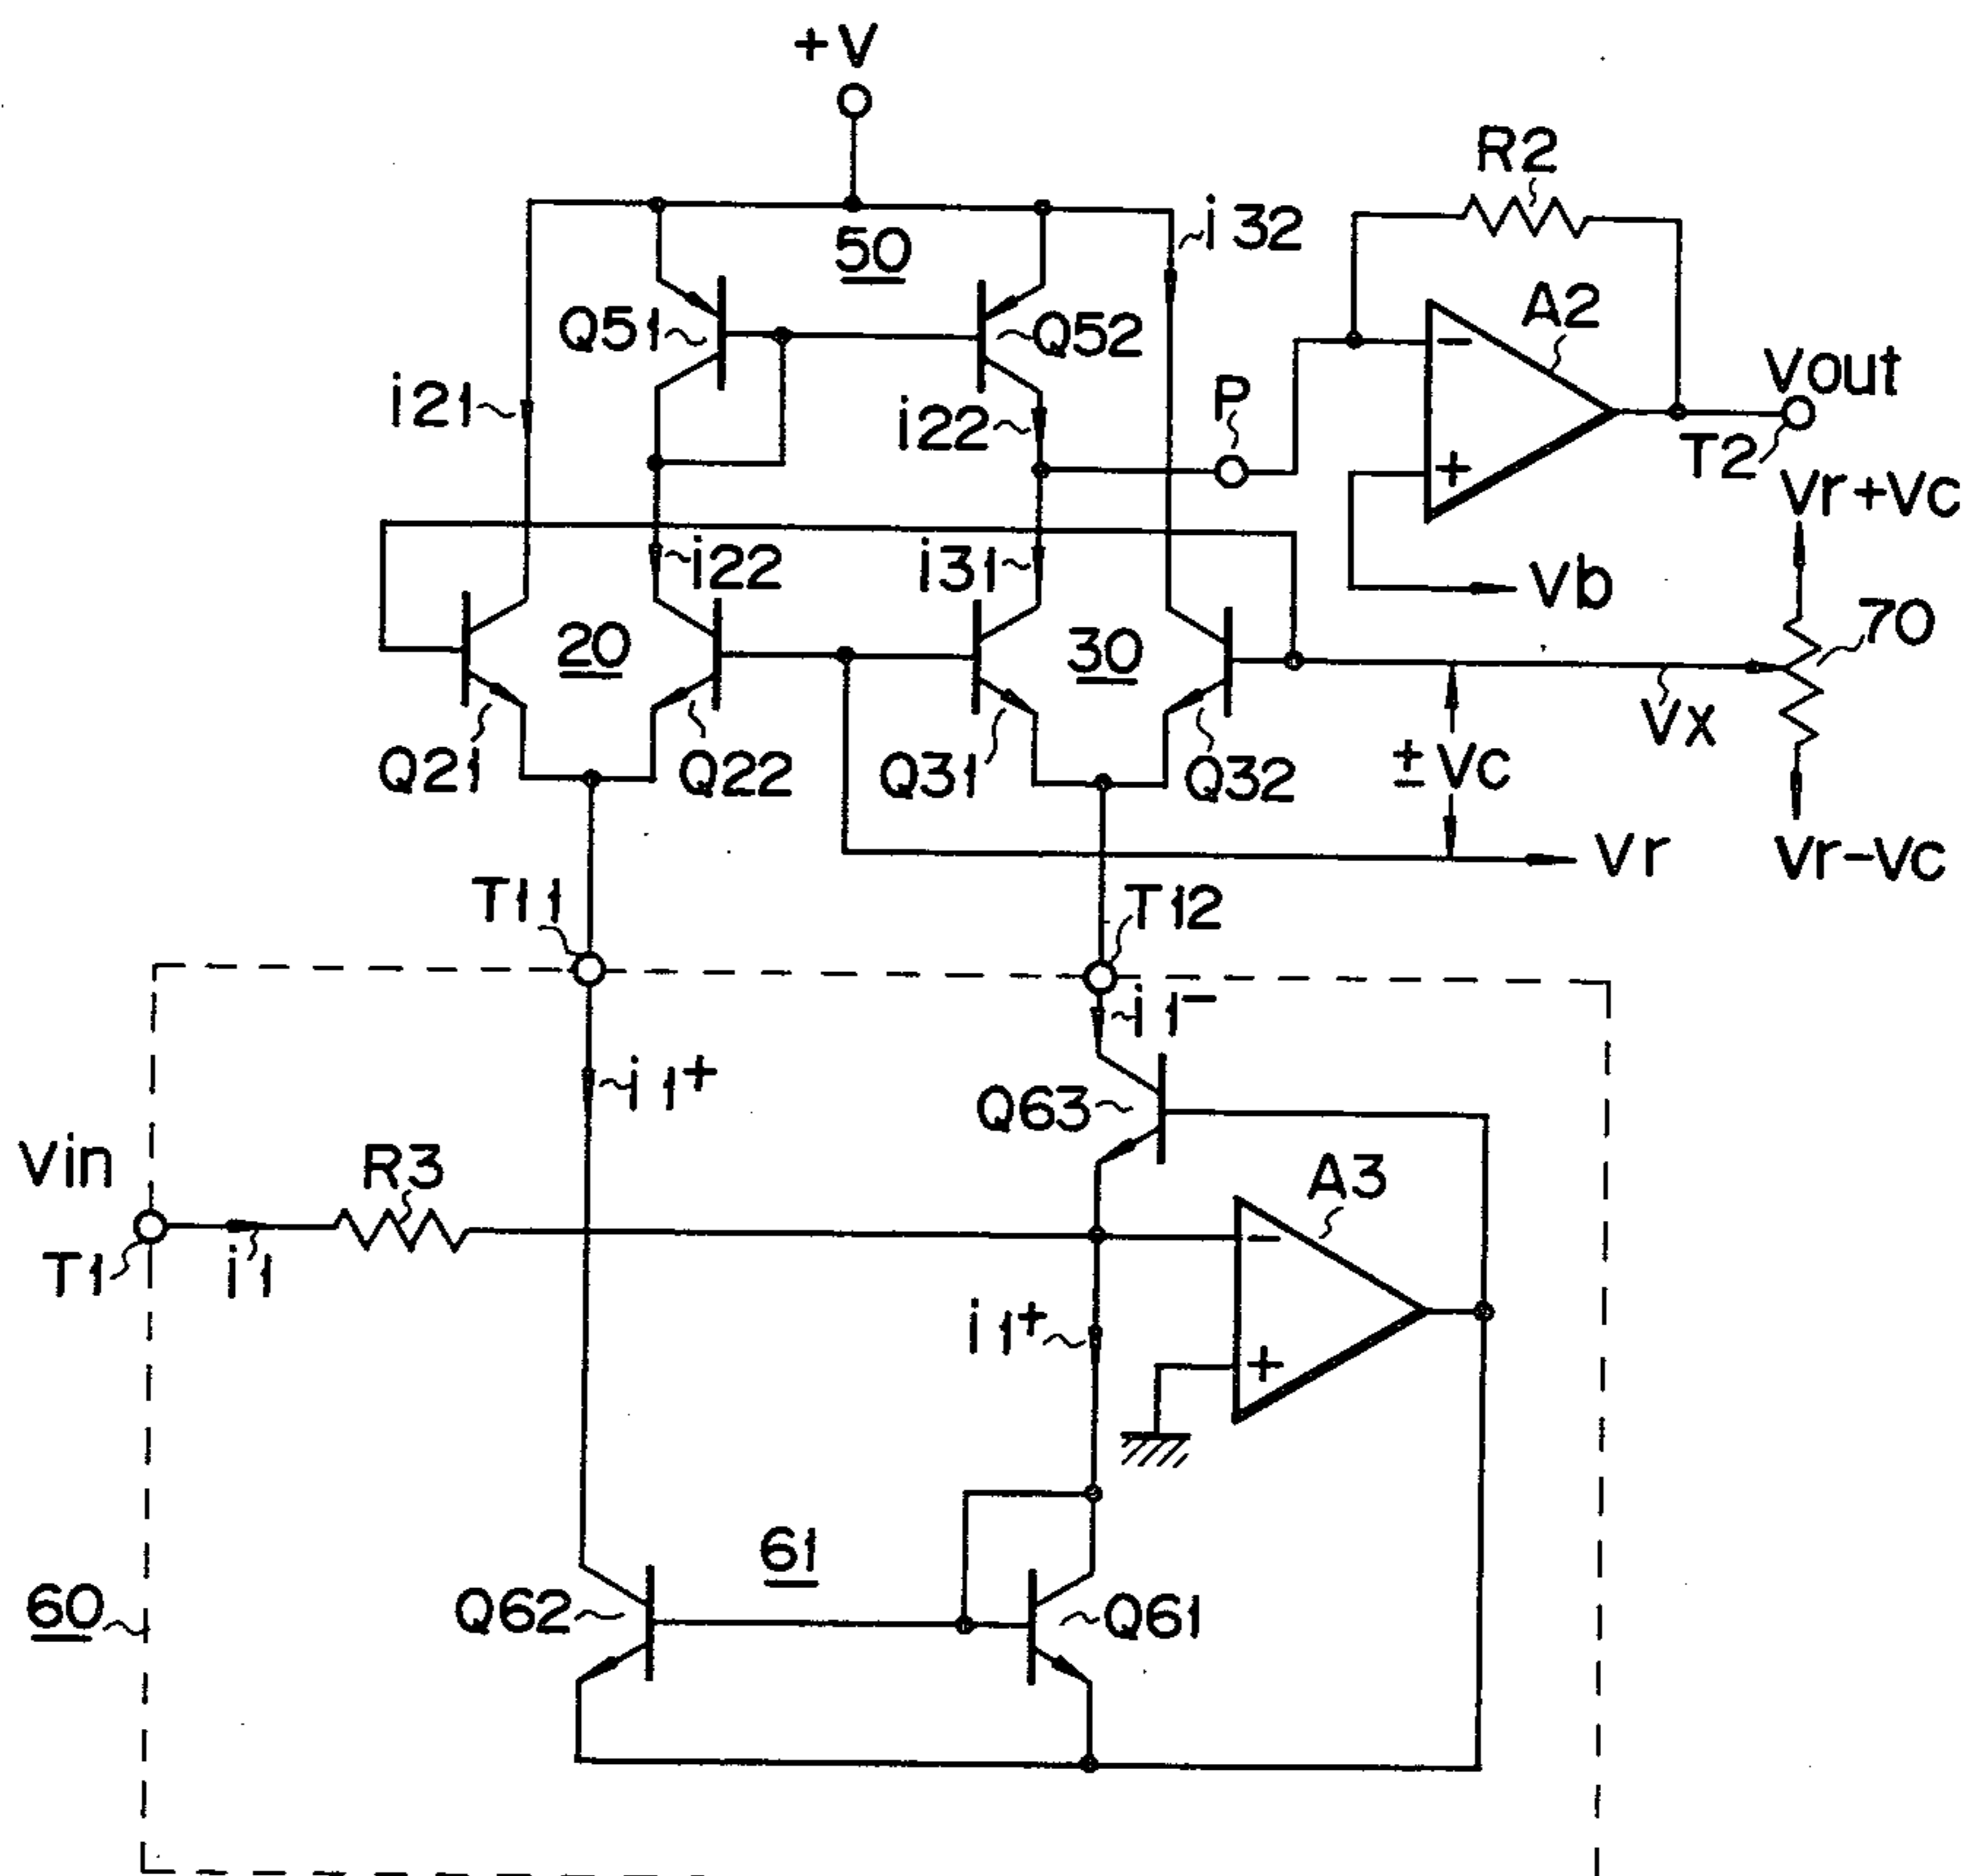 +V
R2
i32
50
Q51
Q52
A2
Vout
i21
i22
P
T2
Vr+Vc
i22
i31
Vb
70
20
30
Vx
Q21
Q22
Q31
Q32
±Vc
Vr
Vr-Vc
T11
T12
i1-
i1+
Q63
Vin
R3
A3
T1
i1
i1+
61
60
Q62
Q61